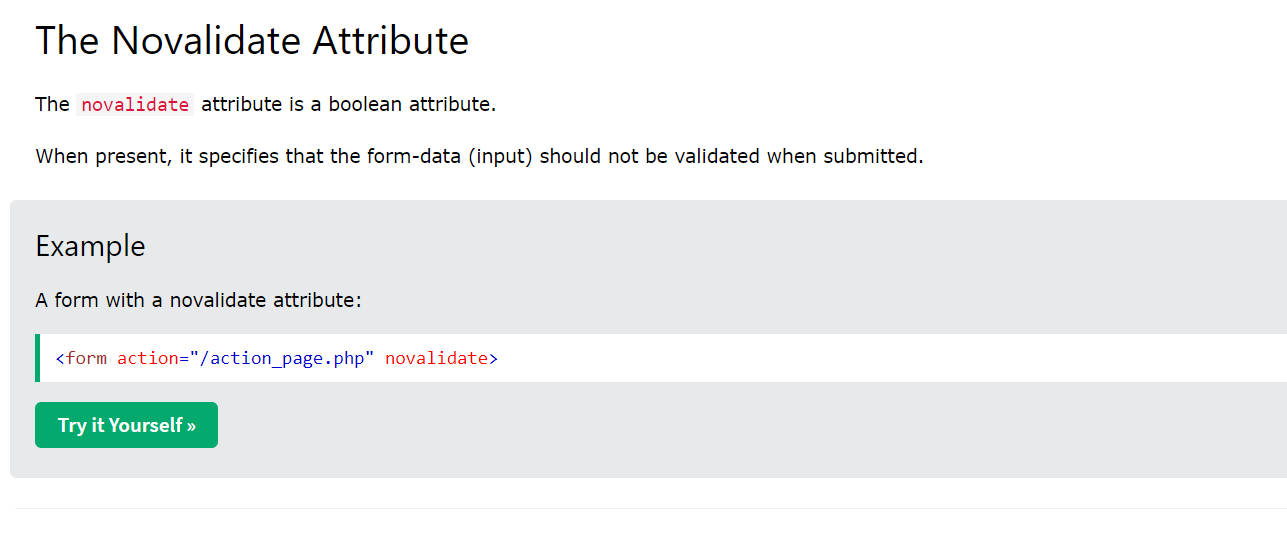 The Novalidate Attribute
The novalidate attribute is a boolean attribute.
When present, it specifies that the form-data (input) should not be validated when submitted.
Example
A form with a novalidate attribute:
<form action="/action_page.php" novalidate>
Try it Yourself »